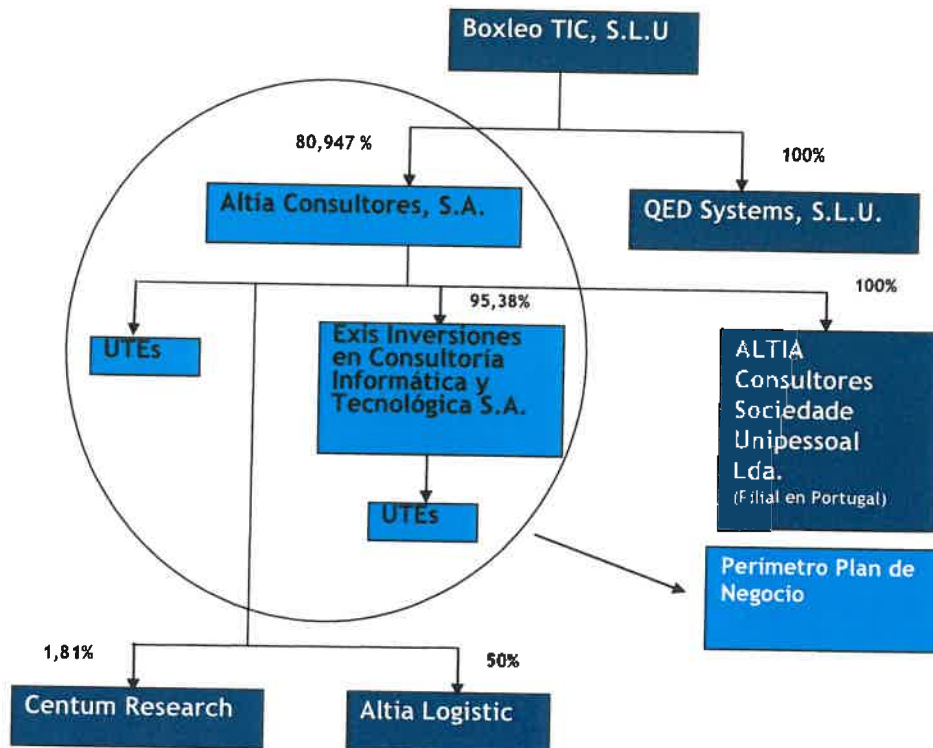 Boxleo TIC, S.L.U
80,947 %
100%
Altia Consultores, S.A.
QED Systems, S.L.U.
95,38%
100%
UTEs
Exis Inversiones
en Consultoría
Informática y
Tecnológica S.A.
ALTIA
Consultores
Sociedade
Unipessoal
Lda.
(Filial en Portugal)
UTEs
Perímetro Plan de
Negocio
1,81%
50%
Centum Research
Altia Logistic